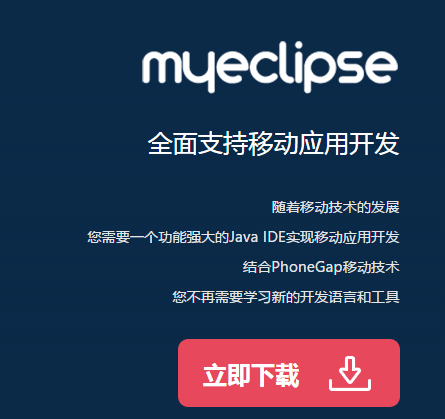 myeclipse
全面支持移动应用开发
随着移动技术的发展
您需要一个功能强大的Java IDE实现移动应用开发
结合PhoneGap移动技术
您不再需要学习新的开发语言和工具
立即下载